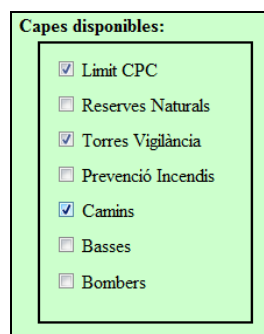 Capes disponibles:
Limit CPC
Reserves Naturals
Torres Vigilància
Prevenció Incendis
Camins
Basses
Bombers